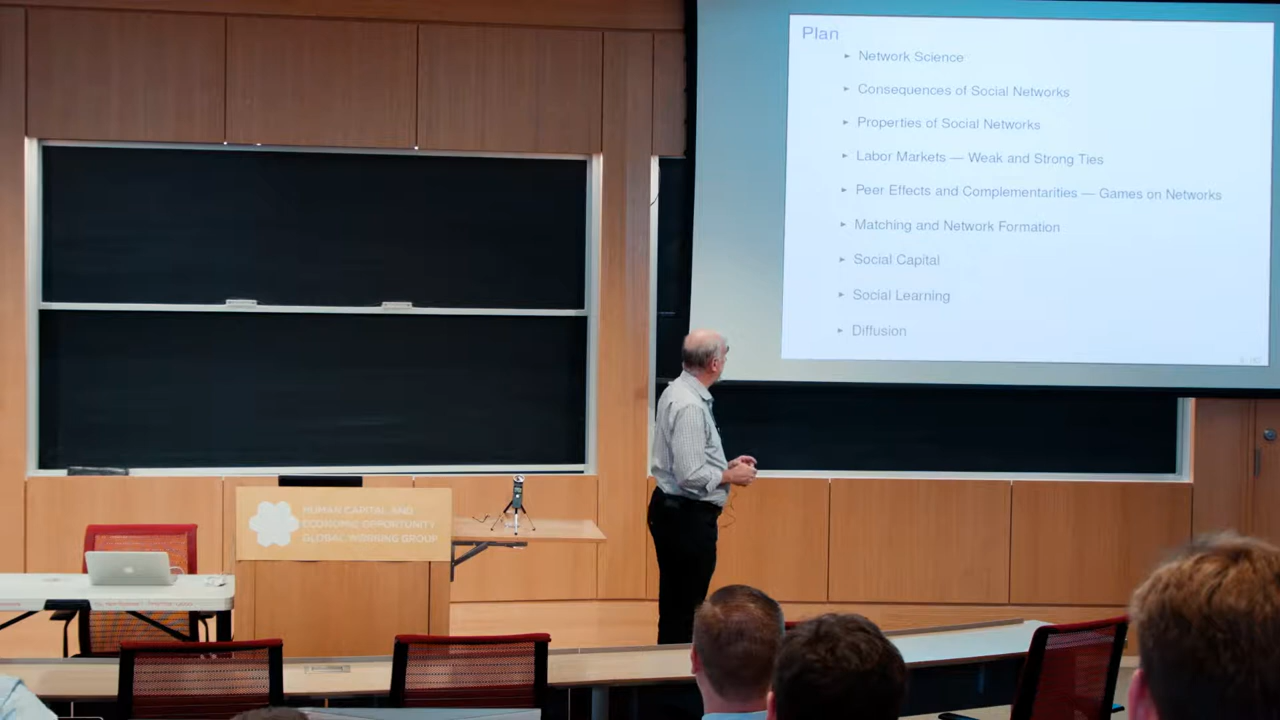 Plan
► Network Science
► Consequences of Social Networks
► Properties of Social Networks
► Labor Markets — Weak and Strong Ties
► Peer Effects and Complementarities — Games on Networks
► Matching and Network Formation
► Social Capital
► Social Learning
► Diffusion
HUMAN CAPITAL AND
ECONOMIC OPPORTUNITY
GLOBAL WORKING GROUP